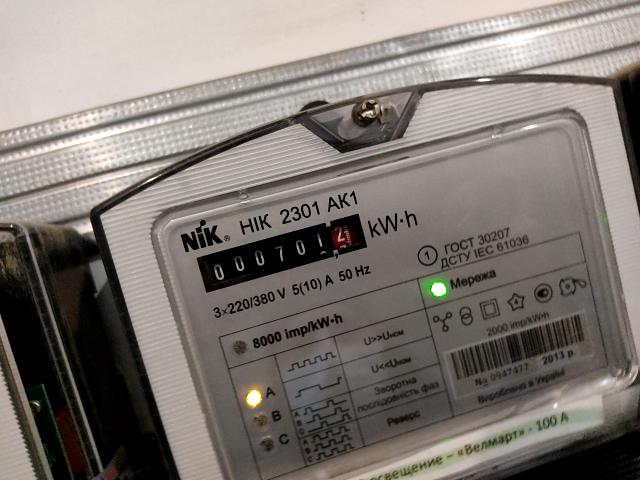 NiK® НІК 2301 АК1
0007012 kW·h
3×220/380 V 5(10) A 50 Hz
1 ГОСТ 30207
ДСТУ IEC 61036
Мережа
8000 imp/kW·h
U>>Uном
A
U<<Uном
B
Зворотна
послідовність фаз
C
A
B
C
Реверс
2000 imp/kW·h
№ 0947477 2013 р.
Вироблено в Україні
освещение – «Велмарт» - 100 А